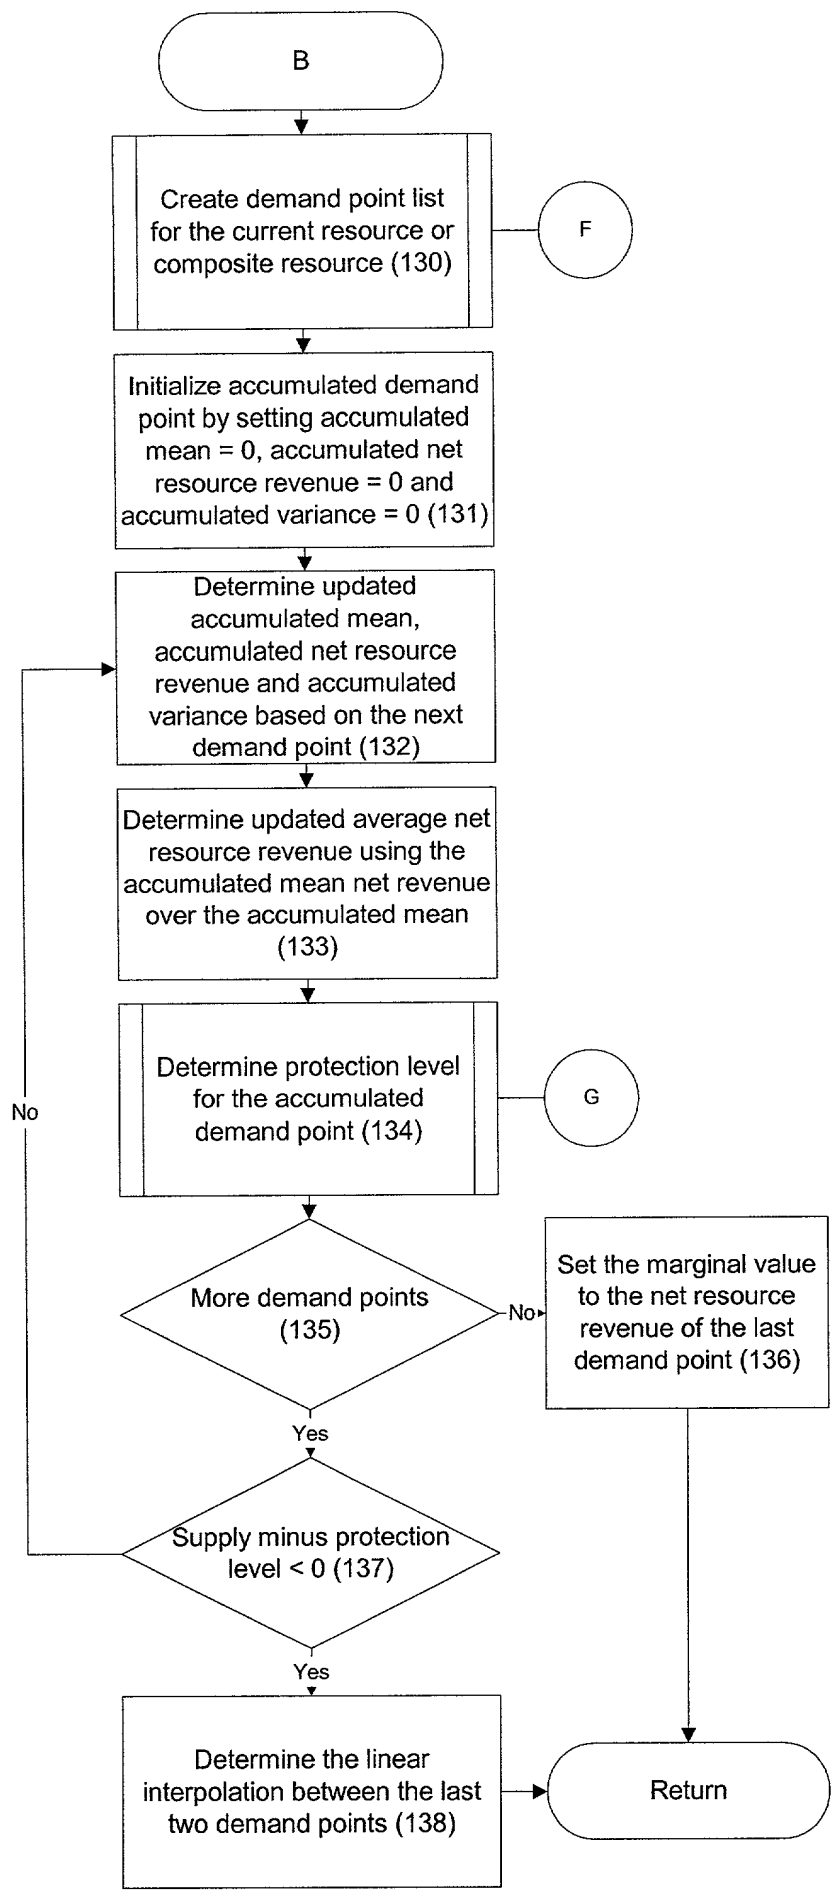 B
Create demand point list
for the current resource or
composite resource (130)
F
Initialize accumulated demand
point by setting accumulated
mean = 0, accumulated net
resource revenue = 0 and
accumulated variance = 0 (131)
Determine updated
accumulated mean,
accumulated net resource
revenue and accumulated
variance based on the next
demand point (132)
Determine updated average net
resource revenue using the
accumulated mean net revenue
over the accumulated mean
(133)
Determine protection level
for the accumulated
demand point (134)
G
No
More demand points
(135)
No
Set the marginal value
to the net resource
revenue of the last
demand point (136)
Yes
Supply minus protection
level < 0 (137)
Yes
Determine the linear
interpolation between the last
two demand points (138)
Return